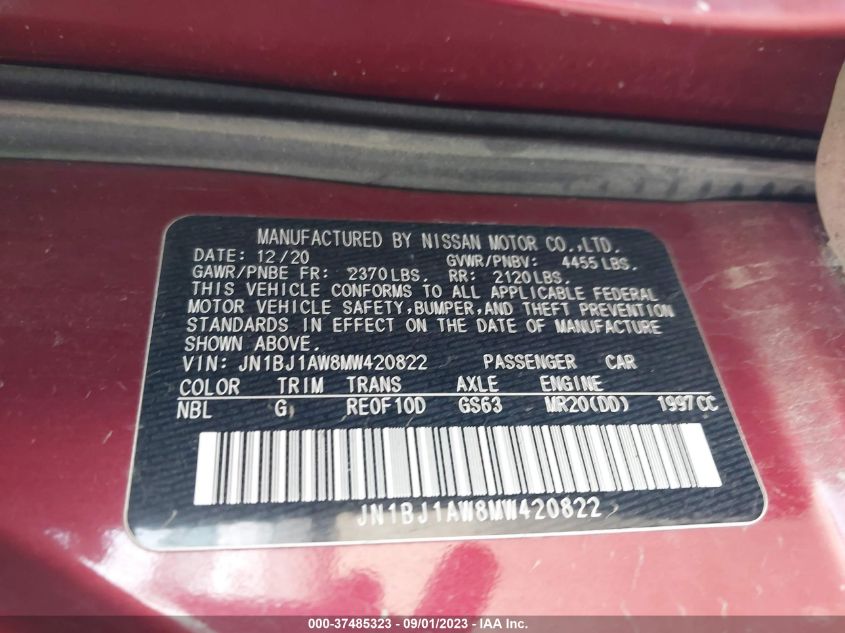 MANUFACTURED BY NISSAN MOTOR CO.,LTD.
DATE: 12/20 GVWR/PNBV: 4455 LBS.
GAWR/PNBE FR: 2370 LBS. RR: 2120 LBS.
THIS VEHICLE CONFORMS TO ALL APPLICABLE FEDERAL
MOTOR VEHICLE SAFETY, BUMPER, AND THEFT PREVENTION
STANDARDS IN EFFECT ON THE DATE OF MANUFACTURE
SHOWN ABOVE.
VIN: JN1BJ1AW8MW420822 PASSENGER CAR
COLOR TRIM TRANS AXLE ENGINE
NBL G RE0F10D GS63 MR20(DD) 1997CC
JN1BJ1AW8MW420822
000-37485323 - 09/01/2023 - IAA Inc.